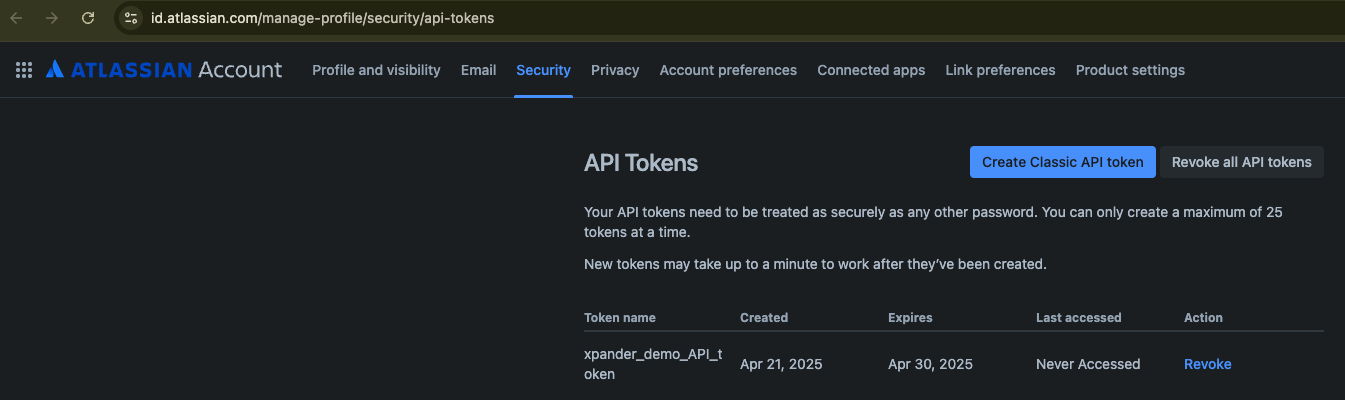 id.atlassian.com/manage-profile/security/api-tokens
ATLASSIAN Account Profile and visibility Email Security Privacy Account preferences Connected apps Link preferences Product settings
API Tokens Create Classic API token Revoke all API tokens
Your API tokens need to be treated as securely as any other password. You can only create a maximum of 25
tokens at a time.
New tokens may take up to a minute to work after they’ve been created.
Token name Created Expires Last accessed Action
xpander_demo_API_t
oken Apr 21, 2025 Apr 30, 2025 Never Accessed Revoke